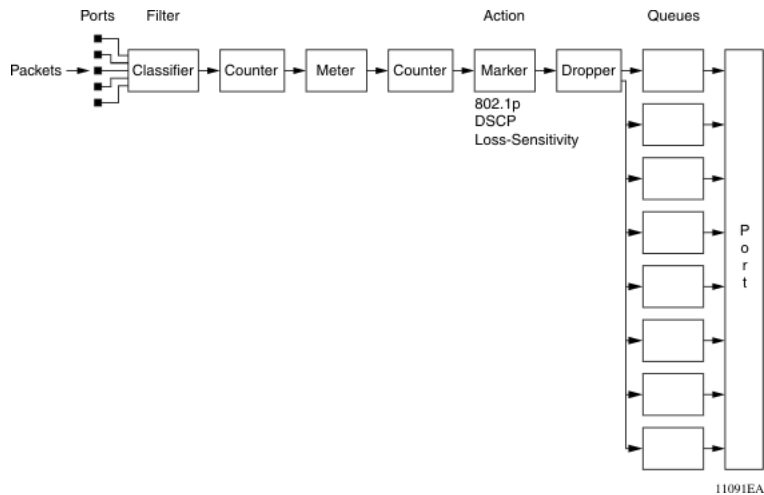 Ports Filter Action Queues
Packets Classifier Counter Meter Counter Marker Dropper
802.1p
DSCP
Loss-Sensitivity
P
o
r
t
11091EA